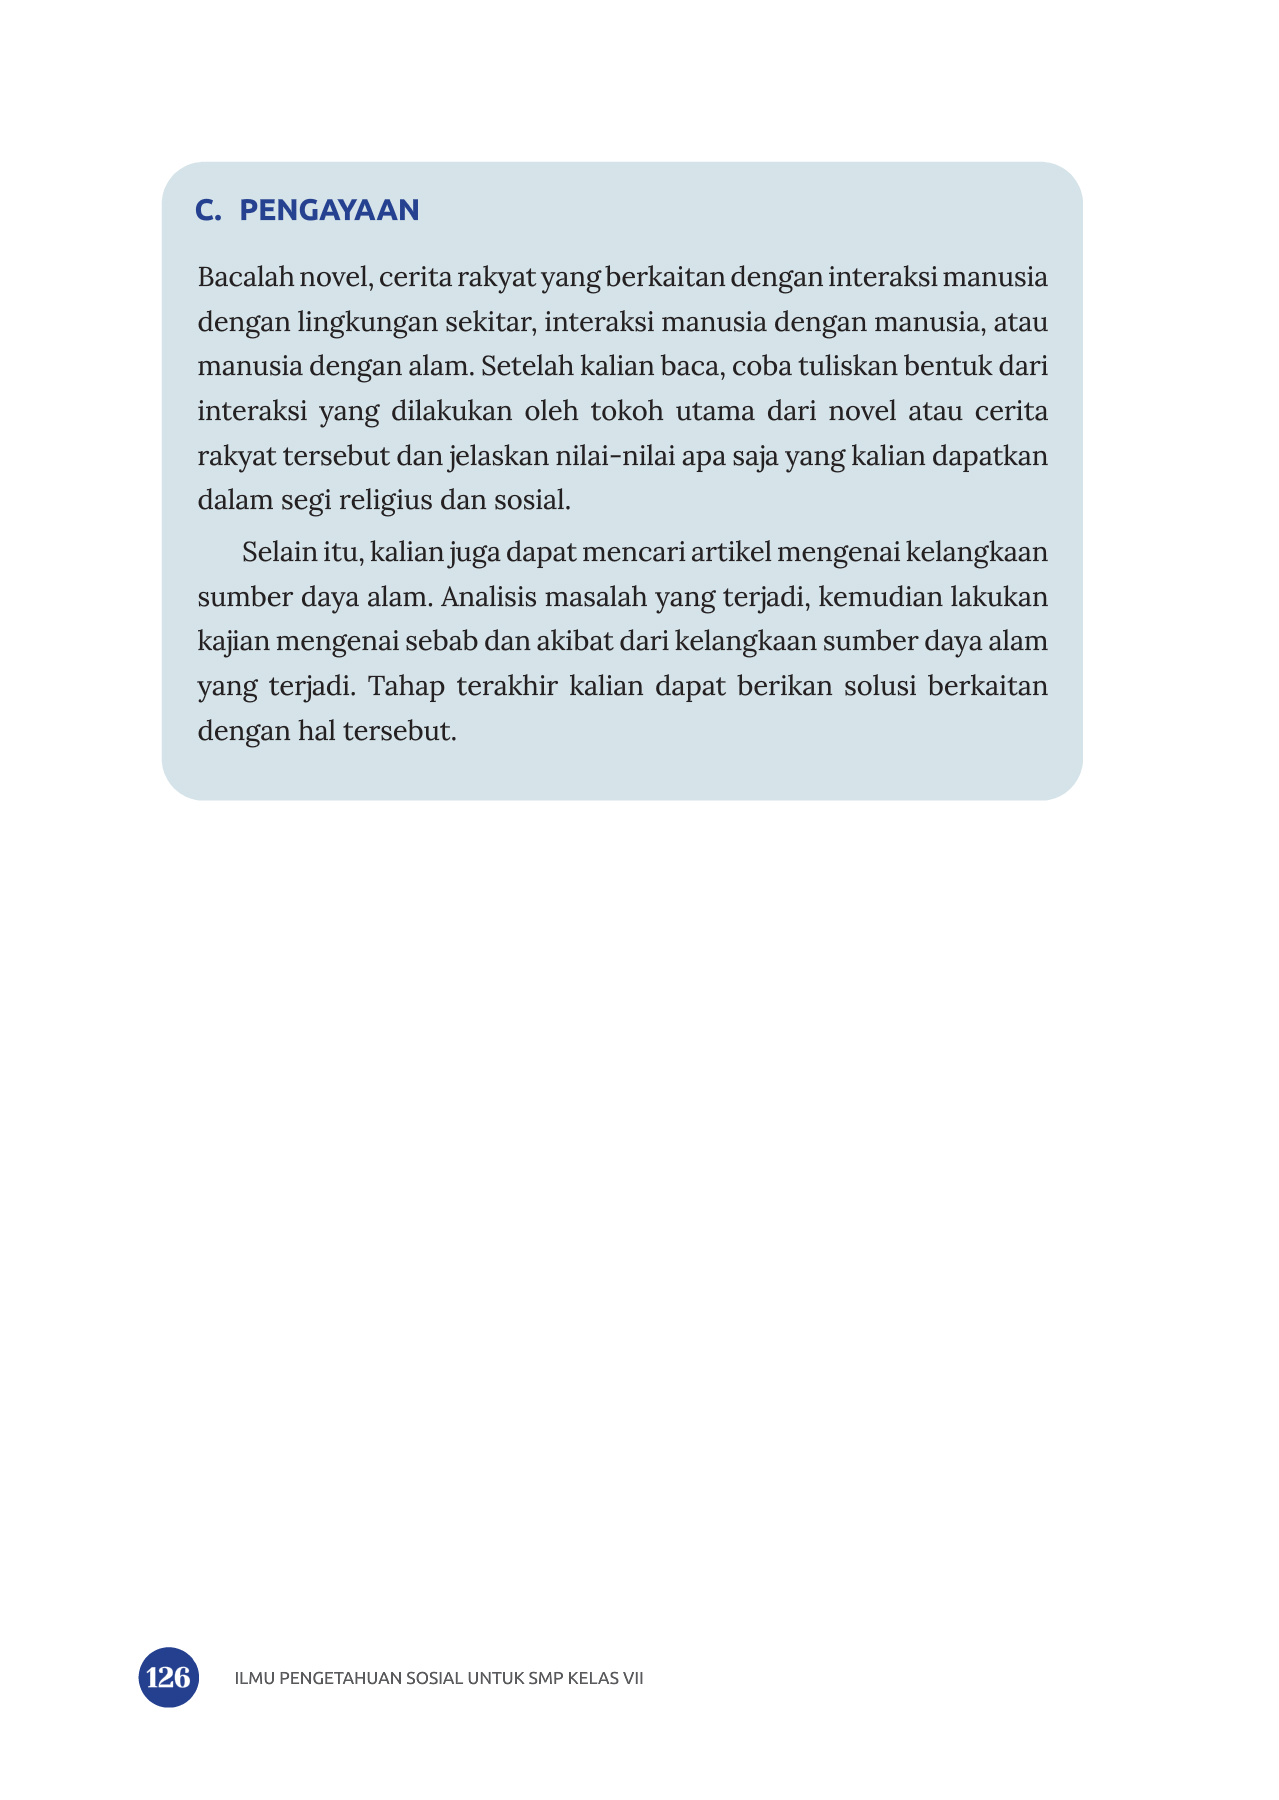 C. PENGAYAAN
Bacalah novel, cerita rakyat yang berkaitan dengan interaksi manusia
dengan lingkungan sekitar, interaksi manusia dengan manusia, atau
manusia dengan alam. Setelah kalian baca, coba tuliskan bentuk dari
interaksi yang dilakukan oleh tokoh utama dari novel atau cerita
rakyat tersebut dan jelaskan nilai-nilai apa saja yang kalian dapatkan
dalam segi religius dan sosial.
Selain itu, kalian juga dapat mencari artikel mengenai kelangkaan
sumber daya alam. Analisis masalah yang terjadi, kemudian lakukan
kajian mengenai sebab dan akibat dari kelangkaan sumber daya alam
yang terjadi. Tahap terakhir kalian dapat berikan solusi berkaitan
dengan hal tersebut.
126 ILMU PENGETAHUAN SOSIAL UNTUK SMP KELAS VII